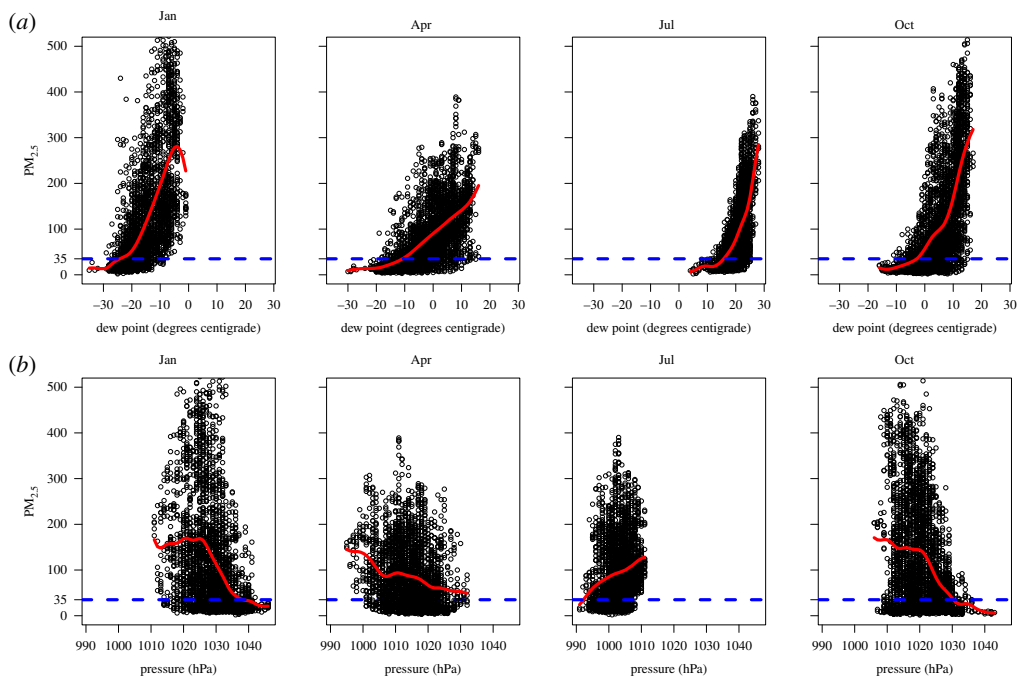 (a)
Jan
Apr
Jul
Oct
PM2.5
500
400
300
200
100
35
0
−30 −20 −10 0 10 20 30
dew point (degrees centigrade)
−30 −20 −10 0 10 20 30
dew point (degrees centigrade)
−30 −20 −10 0 10 20 30
dew point (degrees centigrade)
−30 −20 −10 0 10 20 30
dew point (degrees centigrade)
(b)
Jan
Apr
Jul
Oct
PM2.5
500
400
300
200
100
35
0
990 1000 1010 1020 1030 1040
pressure (hPa)
990 1000 1010 1020 1030 1040
pressure (hPa)
990 1000 1010 1020 1030 1040
pressure (hPa)
990 1000 1010 1020 1030 1040
pressure (hPa)